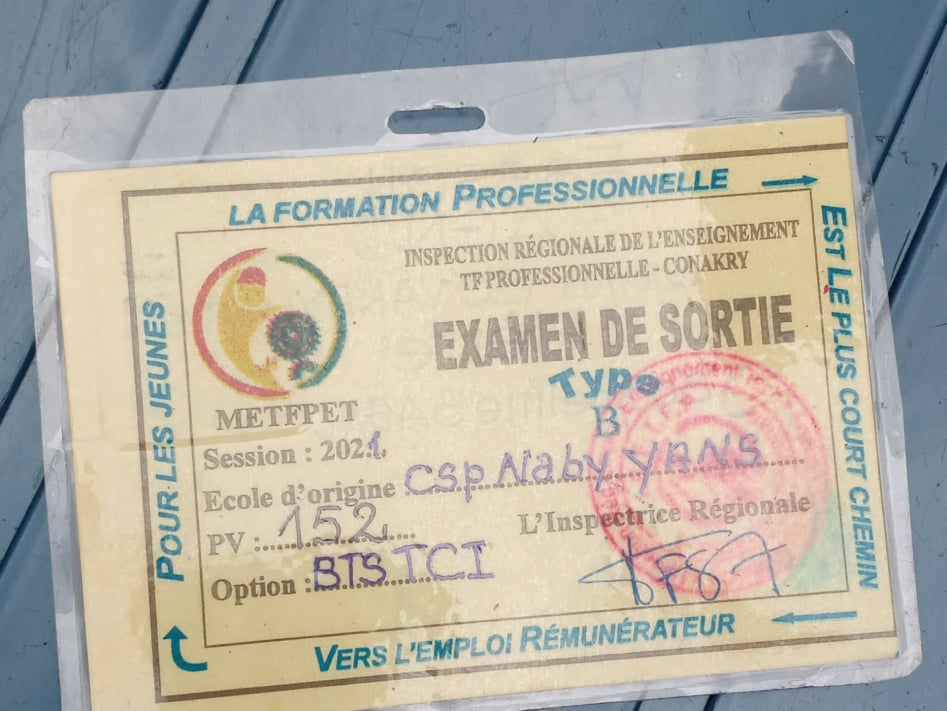 LA FORMATION PROFESSIONNELLE
EST LE PLUS COURT CHEMIN
VERS L'EMPLOI RÉMUNÉRATEUR
POUR LES JEUNES
INSPECTION RÉGIONALE DE L'ENSEIGNEMENT
TF PROFESSIONNELLE - CONAKRY
EXAMEN DE SORTIE
Type
B
METFPET
Session : 2021.
Ecole d'origine CSP Naby YANS
PV : 152
L'Inspectrice Régionale
Option : BTS TCI